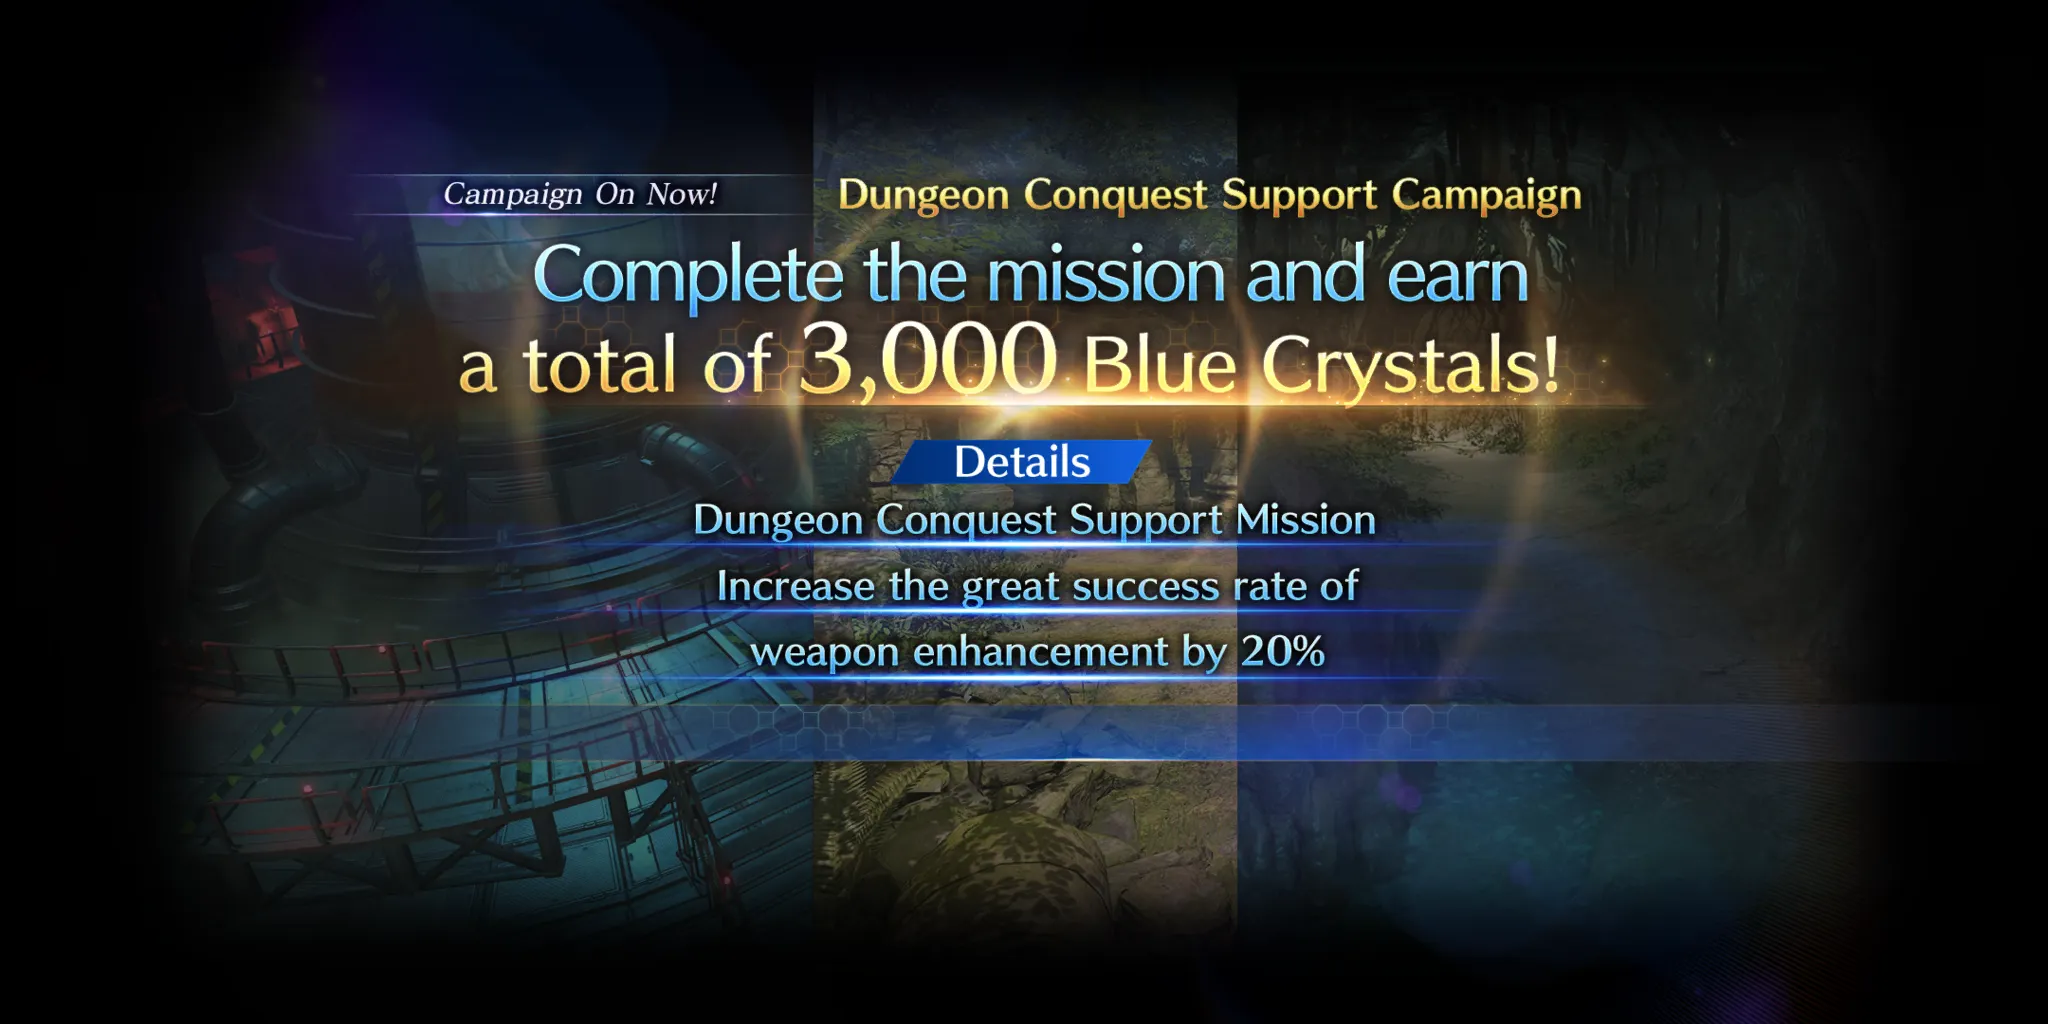 Campaign On Now!
Dungeon Conquest Support Campaign
Complete the mission and earn
a total of 3,000 Blue Crystals!
Details
Dungeon Conquest Support Mission
Increase the great success rate of
weapon enhancement by 20%